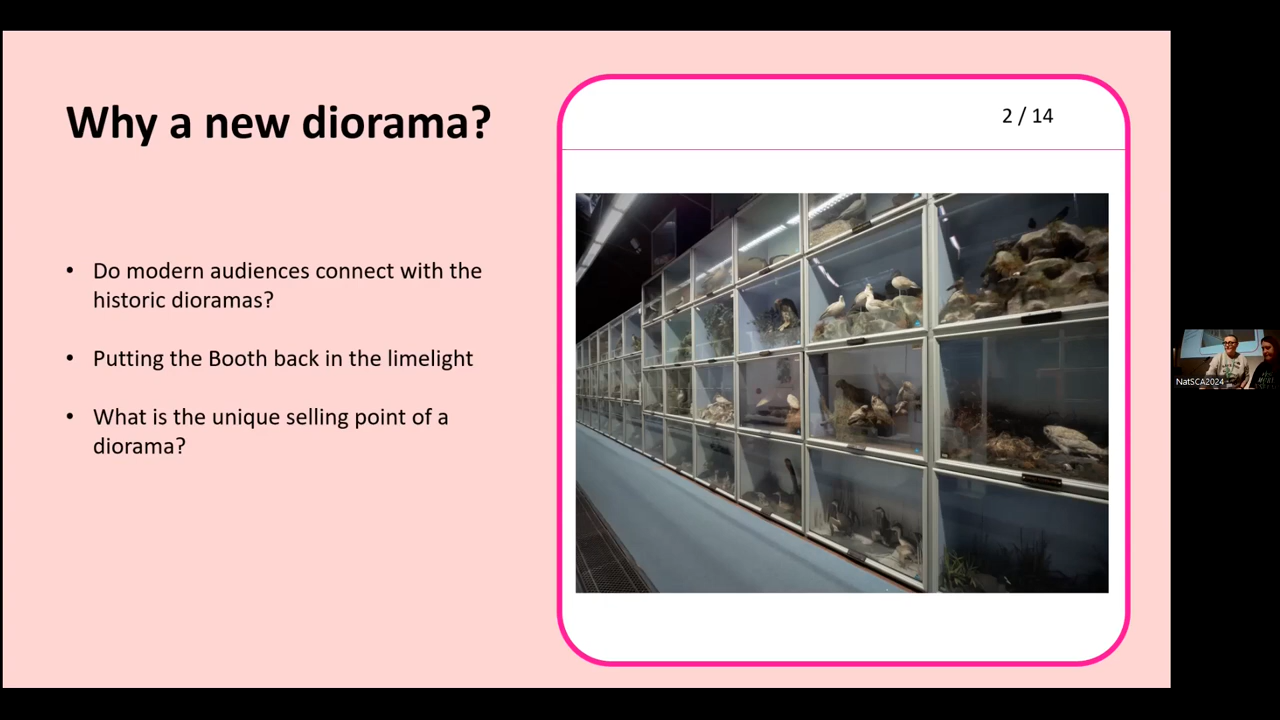 Why a new diorama?
2 / 14
• Do modern audiences connect with the
historic dioramas?
• Putting the Booth back in the limelight
• What is the unique selling point of a
diorama?
NatSCA2024